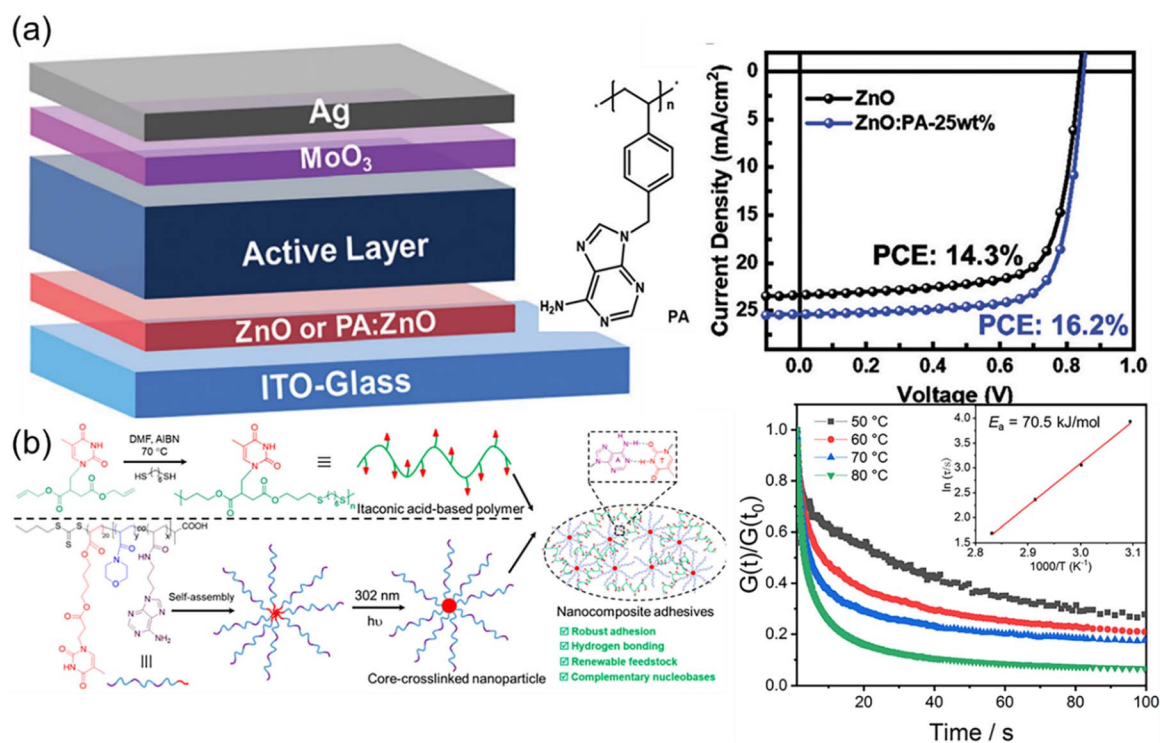 (a)
Ag
MoO3
Active Layer
ZnO or PA:ZnO
ITO-Glass
n
N
N
N
N
H2N
PA
Current Density (mA/cm2)
0
5
10
15
20
25
ZnO
ZnO:PA-25wt%
PCE: 14.3%
PCE: 16.2%
0.0
0.2
0.4
0.6
0.8
1.0
Voltage (V)
(b)
DMF, AIBN
70 °C
Itaconic acid-based polymer
COOH
Self-assembly
302 nm
hυ
Core-crosslinked nanoparticle
A
T
Nanocomposite adhesives
Robust adhesion
Hydrogen bonding
Renewable feedstock
Complementary nucleobases
G(t)/G(t0)
1.0
0.8
0.6
0.4
0.2
0.0
50 °C
60 °C
70 °C
80 °C
Ea = 70.5 kJ/mol
ln (τ/s)
4.0
3.5
3.0
2.5
2.0
1.5
2.9
3.0
3.1
1000/T (K-1)
0
20
40
60
80
100
Time / s